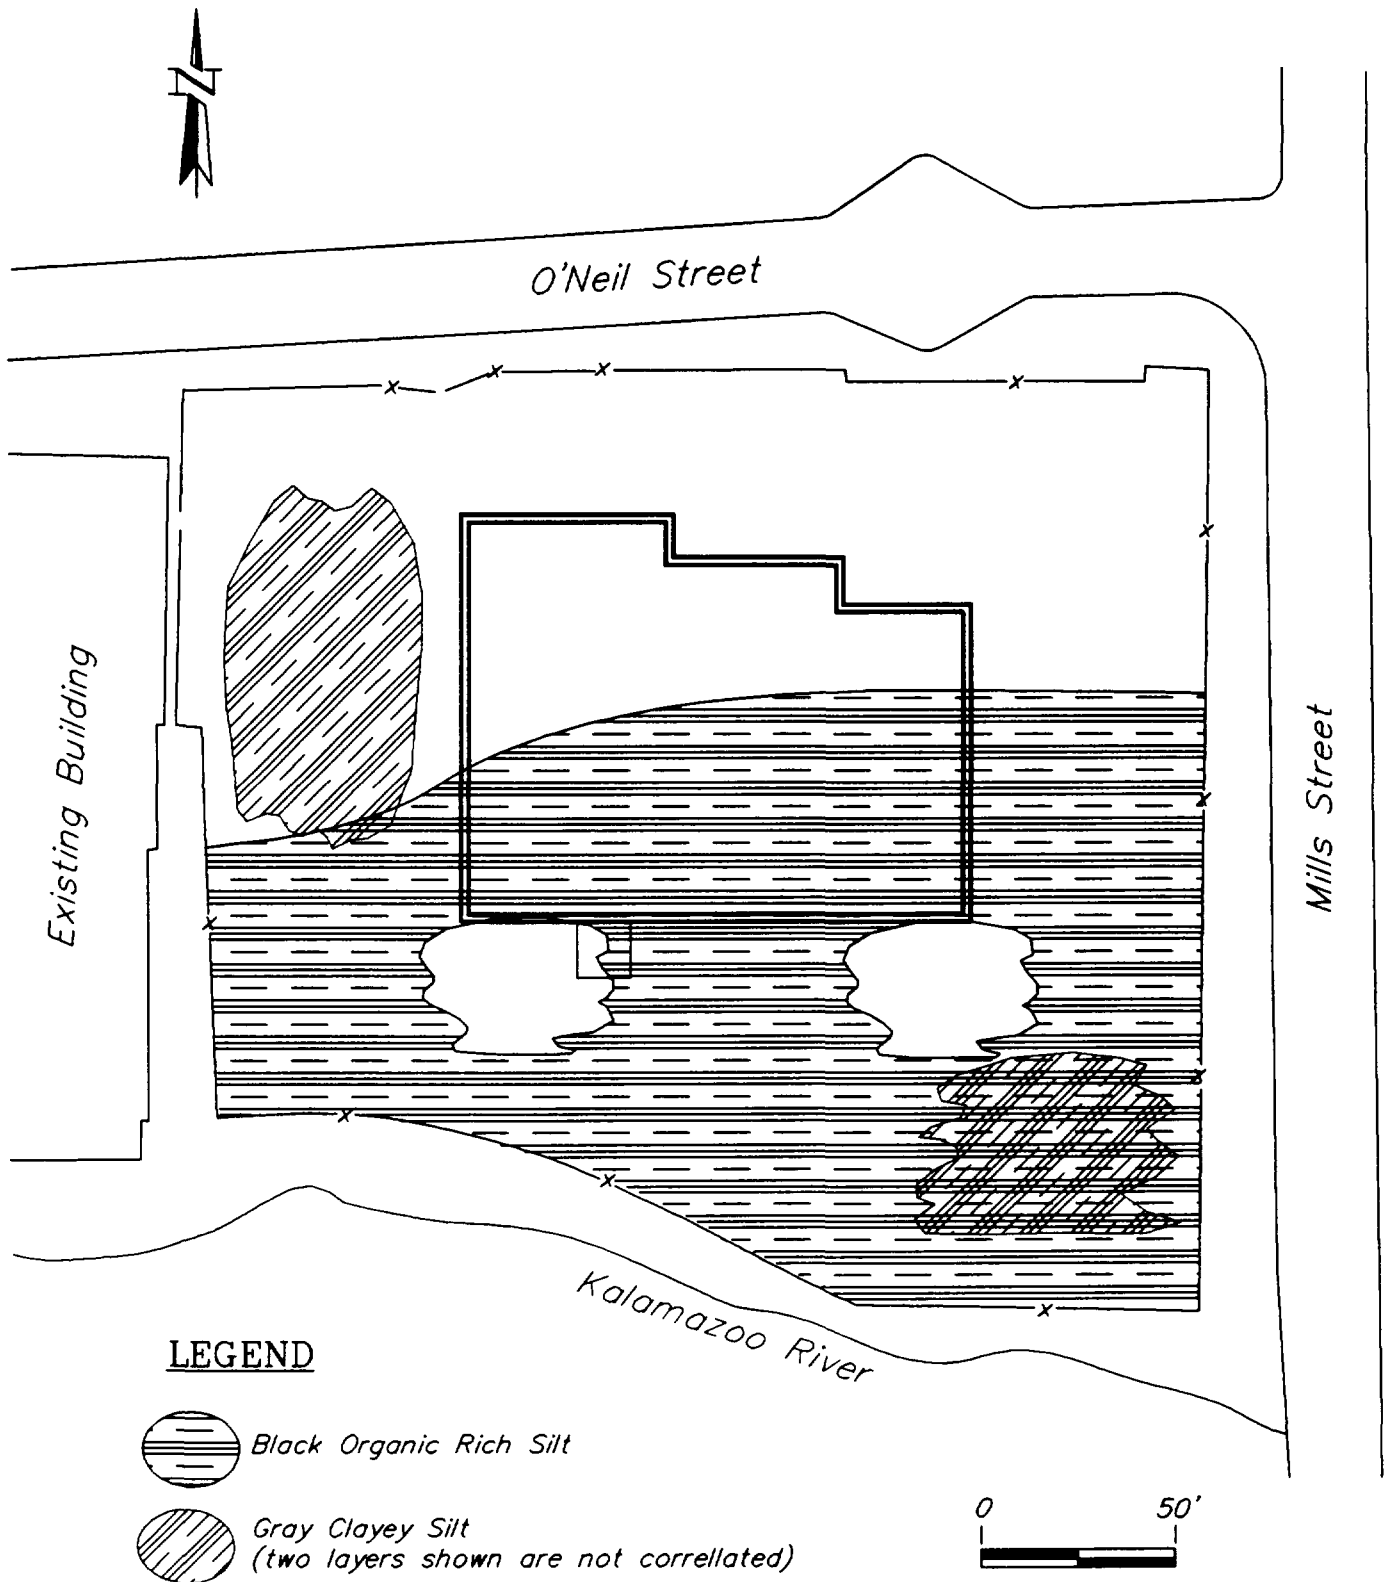 N
O'Neil Street
Existing Building
Mills Street
Kalamazoo River
LEGEND
Black Organic Rich Silt
Gray Clayey Silt
(two layers shown are not correllated)
0 50'